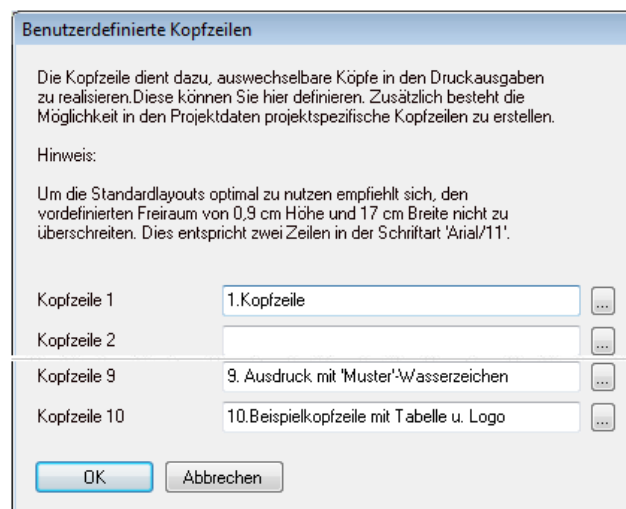 Benutzerdefinierte Kopfzeilen
Die Kopfzeile dient dazu, auswechselbare Köpfe in den Druckausgaben
zu realisieren.Diese können Sie hier definieren. Zusätzlich besteht die
Möglichkeit in den Projektdaten projektspezifische Kopfzeilen zu erstellen.
Hinweis:
Um die Standardlayouts optimal zu nutzen empfiehlt sich, den
vordefinierten Freiraum von 0,9 cm Höhe und 17 cm Breite nicht zu
überschreiten. Dies entspricht zwei Zeilen in der Schriftart 'Arial/11'.
Kopfzeile 1 1.Kopfzeile ...
Kopfzeile 2 ...
Kopfzeile 9 9. Ausdruck mit 'Muster'-Wasserzeichen ...
Kopfzeile 10 10.Beispielkopfzeile mit Tabelle u. Logo ...
OK Abbrechen